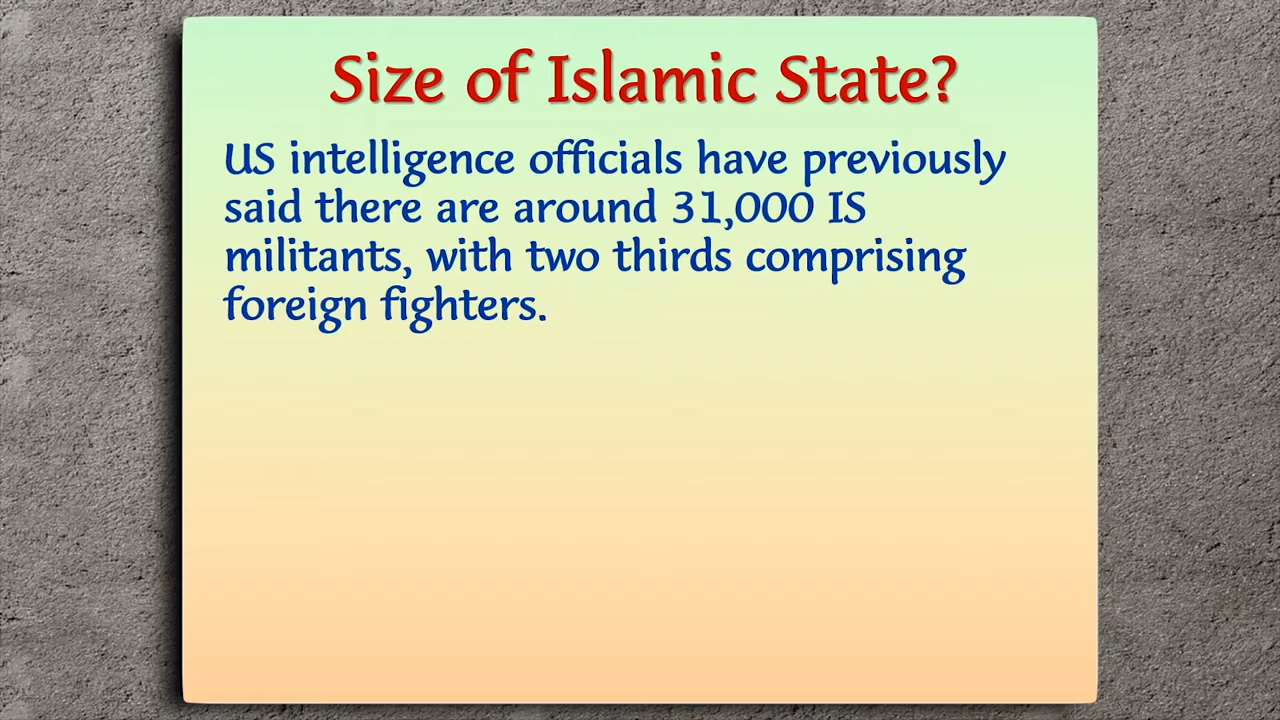 Size of Islamic State?
US intelligence officials have previously
said there are around 31,000 IS
militants, with two thirds comprising
foreign fighters.